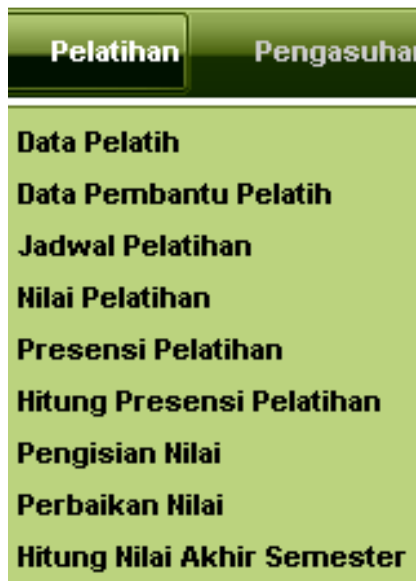 Pelatihan Pengasuhan
Data Pelatih
Data Pembantu Pelatih
Jadwal Pelatihan
Nilai Pelatihan
Presensi Pelatihan
Hitung Presensi Pelatihan
Pengisian Nilai
Perbaikan Nilai
Hitung Nilai Akhir Semester